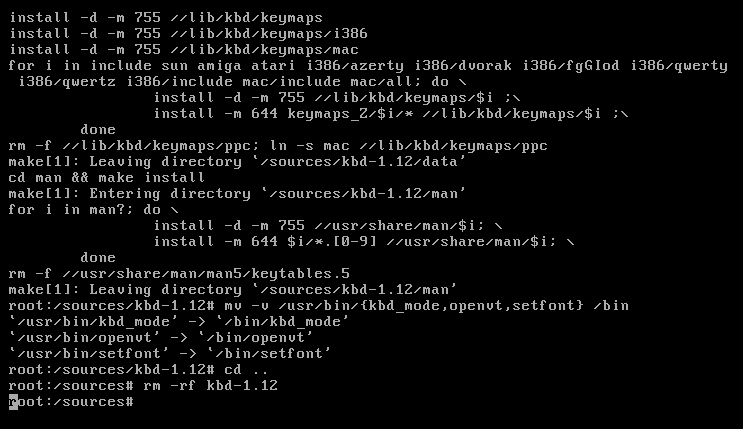 install -d -m 755 //lib/kbd/keymaps
install -d -m 755 //lib/kbd/keymaps/i386
install -d -m 755 //lib/kbd/keymaps/mac
for i in include sun amiga atari i386/azerty i386/dvorak i386/fgGIod i386/qwerty
i386/qwertz i386/include mac/include mac/all; do \
install -d -m 755 //lib/kbd/keymaps/$i ;\
install -m 644 keymaps_Z/$i/* //lib/kbd/keymaps/$i ;\
done
rm -f //lib/kbd/keymaps/ppc; ln -s mac //lib/kbd/keymaps/ppc
make[1]: Leaving directory `/sources/kbd-1.12/data'
cd man && make install
make[1]: Entering directory `/sources/kbd-1.12/man'
for i in man?; do \
install -d -m 755 //usr/share/man/$i; \
install -m 644 $i/*.[0-9] //usr/share/man/$i; \
done
rm -f //usr/share/man/man5/keytables.5
make[1]: Leaving directory `/sources/kbd-1.12/man'
root:/sources/kbd-1.12# mv -v /usr/bin/{kbd_mode,openvt,setfont} /bin
`/usr/bin/kbd_mode' -> `/bin/kbd_mode'
`/usr/bin/openvt' -> `/bin/openvt'
`/usr/bin/setfont' -> `/bin/setfont'
root:/sources/kbd-1.12# cd ..
root:/sources# rm -rf kbd-1.12
root:/sources#